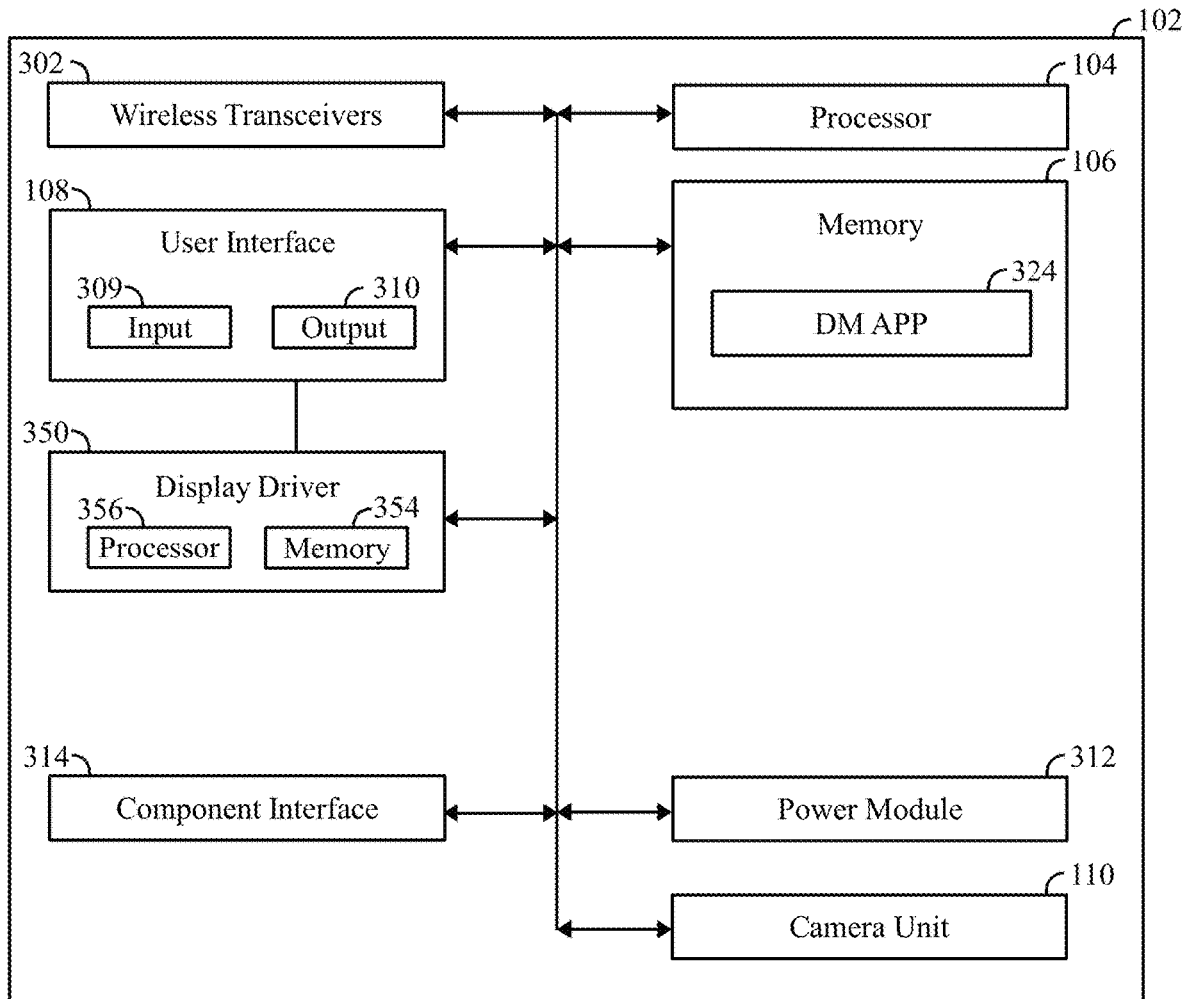 102
302
Wireless Transceivers
104
Processor
108
User Interface
309
Input
310
Output
106
Memory
324
DM APP
350
Display Driver
356
Processor
354
Memory
314
Component Interface
312
Power Module
110
Camera Unit